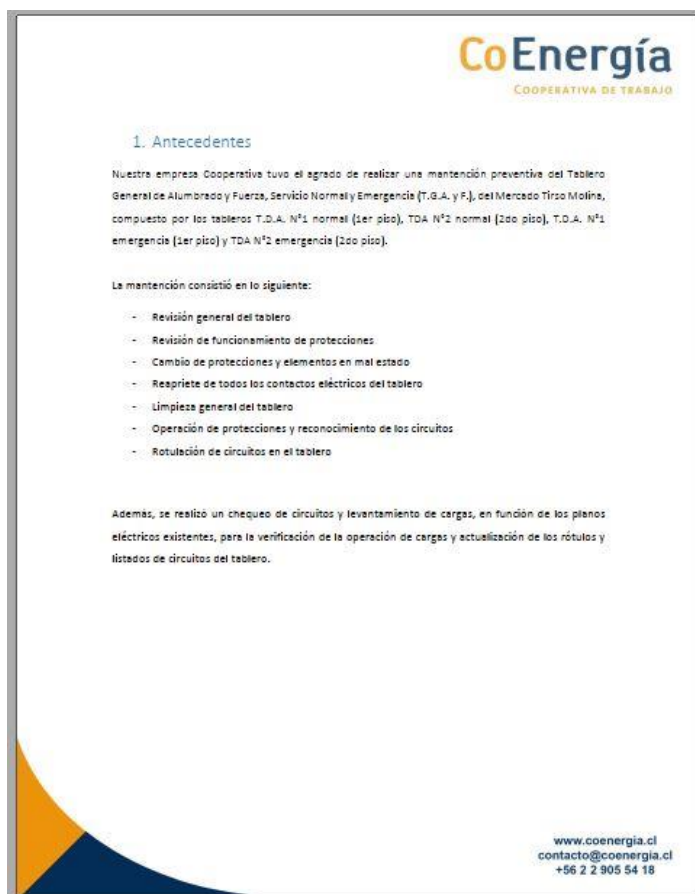 CoEnergía
COOPERATIVA DE TRABAJO
1. Antecedentes
Nuestra empresa Cooperativa tuvo el agrado de realizar una mantención preventiva del Tablero
General de Alumbrado y Fuerza, Servicio Normal y Emergencia (T.G.A. y F.), del Mercado Tirso Molina,
compuesto por los tableros T.D.A. N°1 normal (1er piso), TDA N°2 normal (2do piso), T.D.A. N°1
emergencia (1er piso) y TDA N°2 emergencia (2do piso).
La mantención consistió en lo siguiente:
- Revisión general del tablero
- Revisión de funcionamiento de protecciones
- Cambio de protecciones y elementos en mal estado
- Reapriete de todos los contactos eléctricos del tablero
- Limpieza general del tablero
- Operación de protecciones y reconocimiento de los circuitos
- Rotulación de circuitos en el tablero
Además, se realizó un chequeo de circuitos y levantamiento de cargas, en función de los planos
eléctricos existentes, para la verificación de la operación de cargas y actualización de los rótulos y
listados de circuitos del tablero.
www.coenergia.cl
contacto@coenergia.cl
+56 2 2 905 54 18